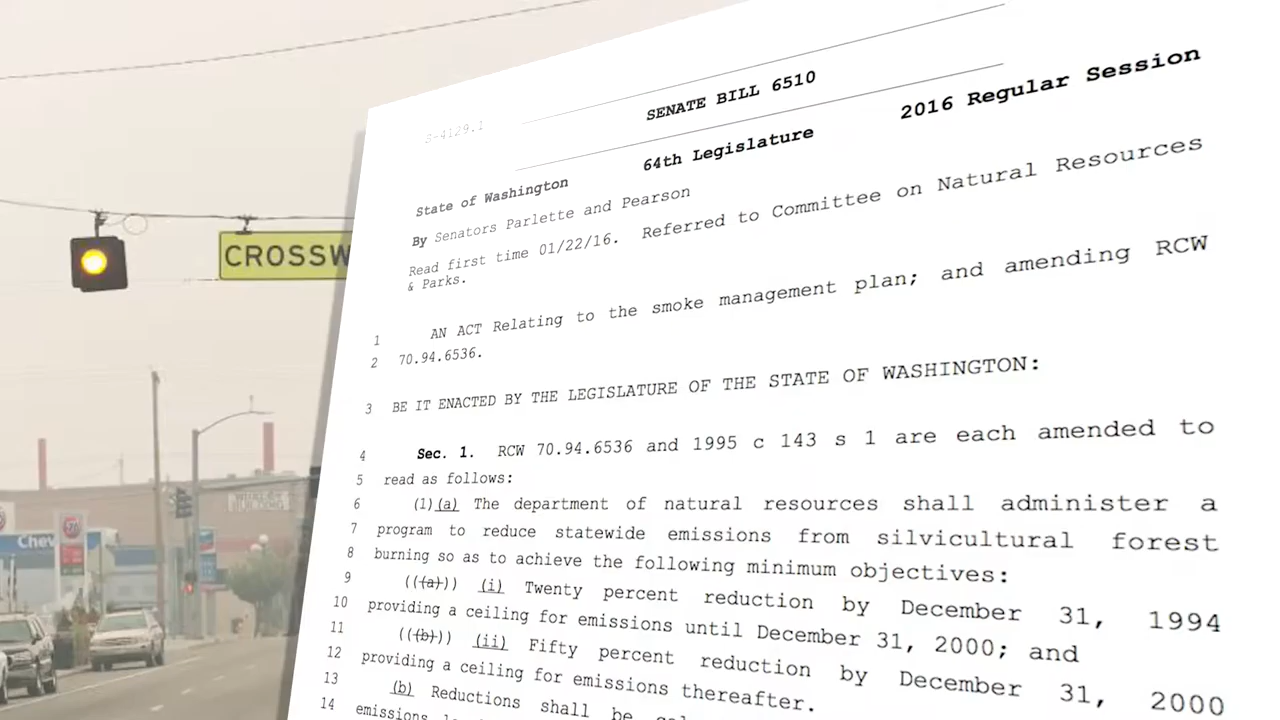 S-4129.1
SENATE BILL 6510
State of Washington 64th Legislature 2016 Regular Session
By Senators Parlette and Pearson
Read first time 01/22/16. Referred to Committee on Natural Resources
& Parks.
1 AN ACT Relating to the smoke management plan; and amending RCW
2 70.94.6536.
3 BE IT ENACTED BY THE LEGISLATURE OF THE STATE OF WASHINGTON:
4 Sec. 1. RCW 70.94.6536 and 1995 c 143 s 1 are each amended to
5 read as follows:
6 (1)(a) The department of natural resources shall administer a
7 program to reduce statewide emissions from silvicultural forest
8 burning so as to achieve the following minimum objectives:
9 (((a))) (i) Twenty percent reduction by December 31, 1994
10 providing a ceiling for emissions until December 31, 2000; and
11 (((b))) (ii) Fifty percent reduction by December 31, 2000
12 providing a ceiling for emissions thereafter.
13 (b) Reductions shall be
14 emissions
CROSSW
Chev
76